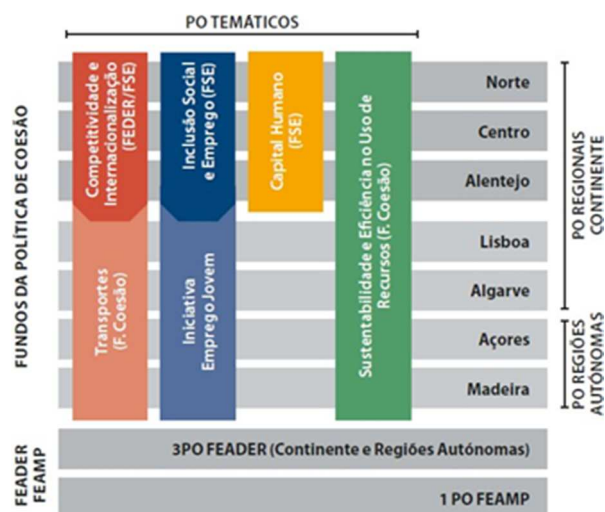 PO TEMÁTICOS
FUNDOS DA POLÍTICA DE COESÃO
Competitividade e
Internacionalização
(FEDER/FSE)
Transportes
(F. Coesão)
Inclusão Social
e Emprego (FSE)
Iniciativa
Emprego Jovem
Capital Humano
(FSE)
Sustentabilidade e Eficiência no Uso de
Recursos (F. Coesão)
Norte
Centro
Alentejo
Lisboa
Algarve
Açores
Madeira
PO REGIONAIS
CONTINENTE
PO REGIÕES
AUTÓNOMAS
FEADER
FEAMP
3PO FEADER (Continente e Regiões Autónomas)
1 PO FEAMP